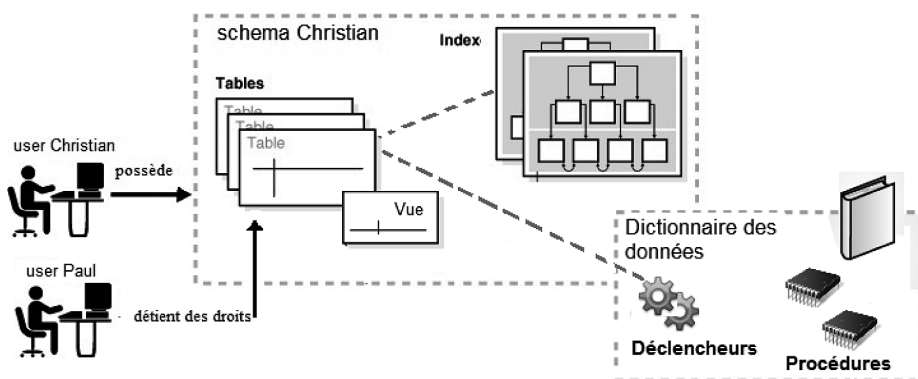 schema Christian
Index
Tables
Table
Table
Table
user Christian
possède
Vue
Dictionnaire des
données
user Paul
détient des droits
Déclencheurs
Procédures